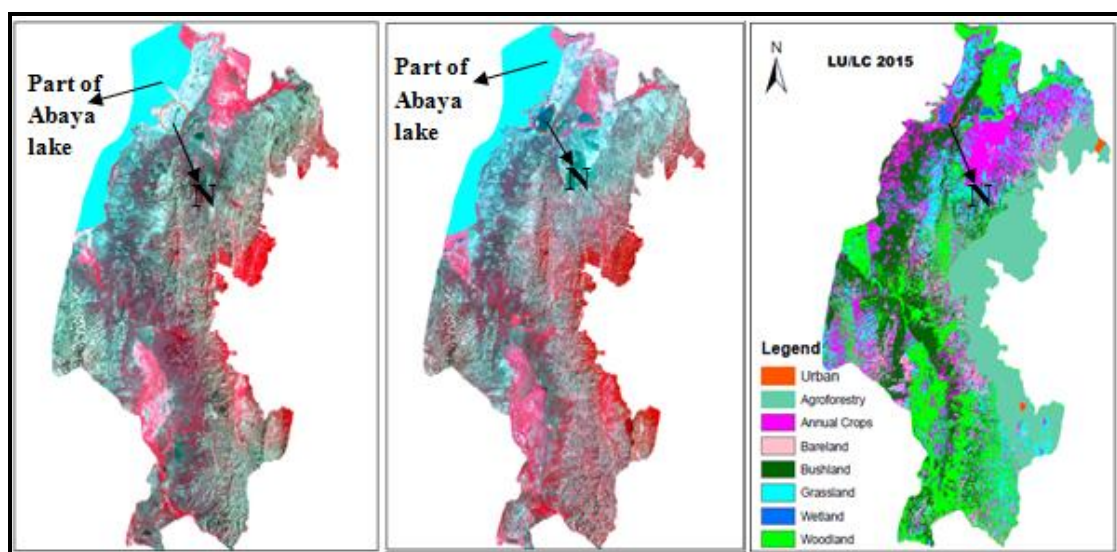 Part of
Abaya
lake
N
Part of
Abaya
lake
N
N
LU/LC 2015
N
Legend
Urban
Agroforestry
Annual Crops
Bareland
Bushland
Grassland
Wetland
Woodland